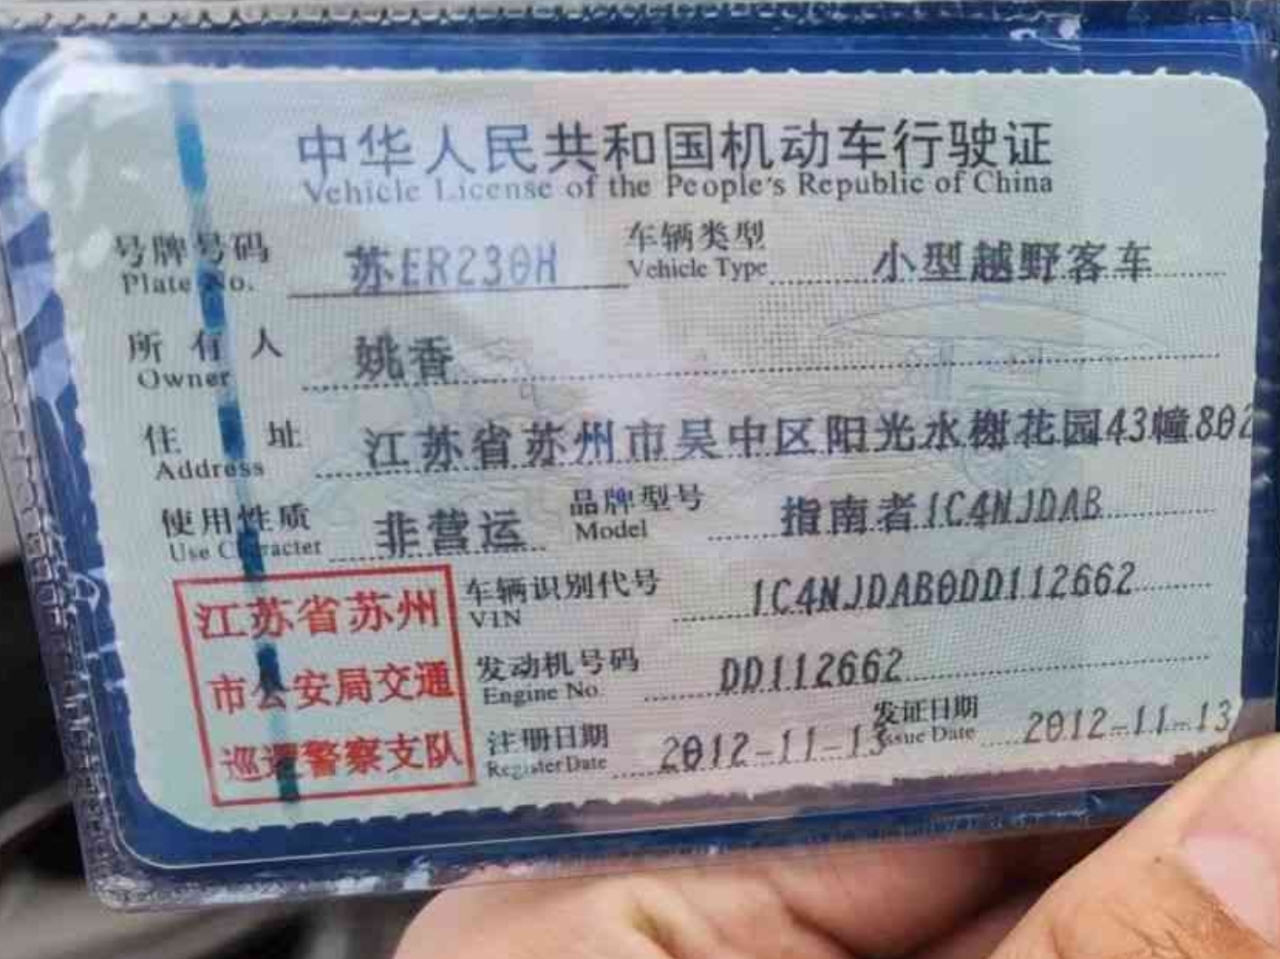 中华人民共和国机动车行驶证
Vehicle License of the People's Republic of China
号牌号码 苏ER230H 车辆类型 小型越野客车
Plate No. Vehicle Type
所有人 姚香
Owner
住址 江苏省苏州市吴中区阳光水榭花园43幢802
Address
使用性质 非营运 品牌型号 指南者1C4NJDAB
Use Character Model
江苏省苏州 车辆识别代号 1C4NJDAB0DD112662
VIN
市公安局交通 发动机号码 DD112662
Engine No.
巡逻警察支队 注册日期 2012-11-13 发证日期 2012-11-13
Register Date Issue Date